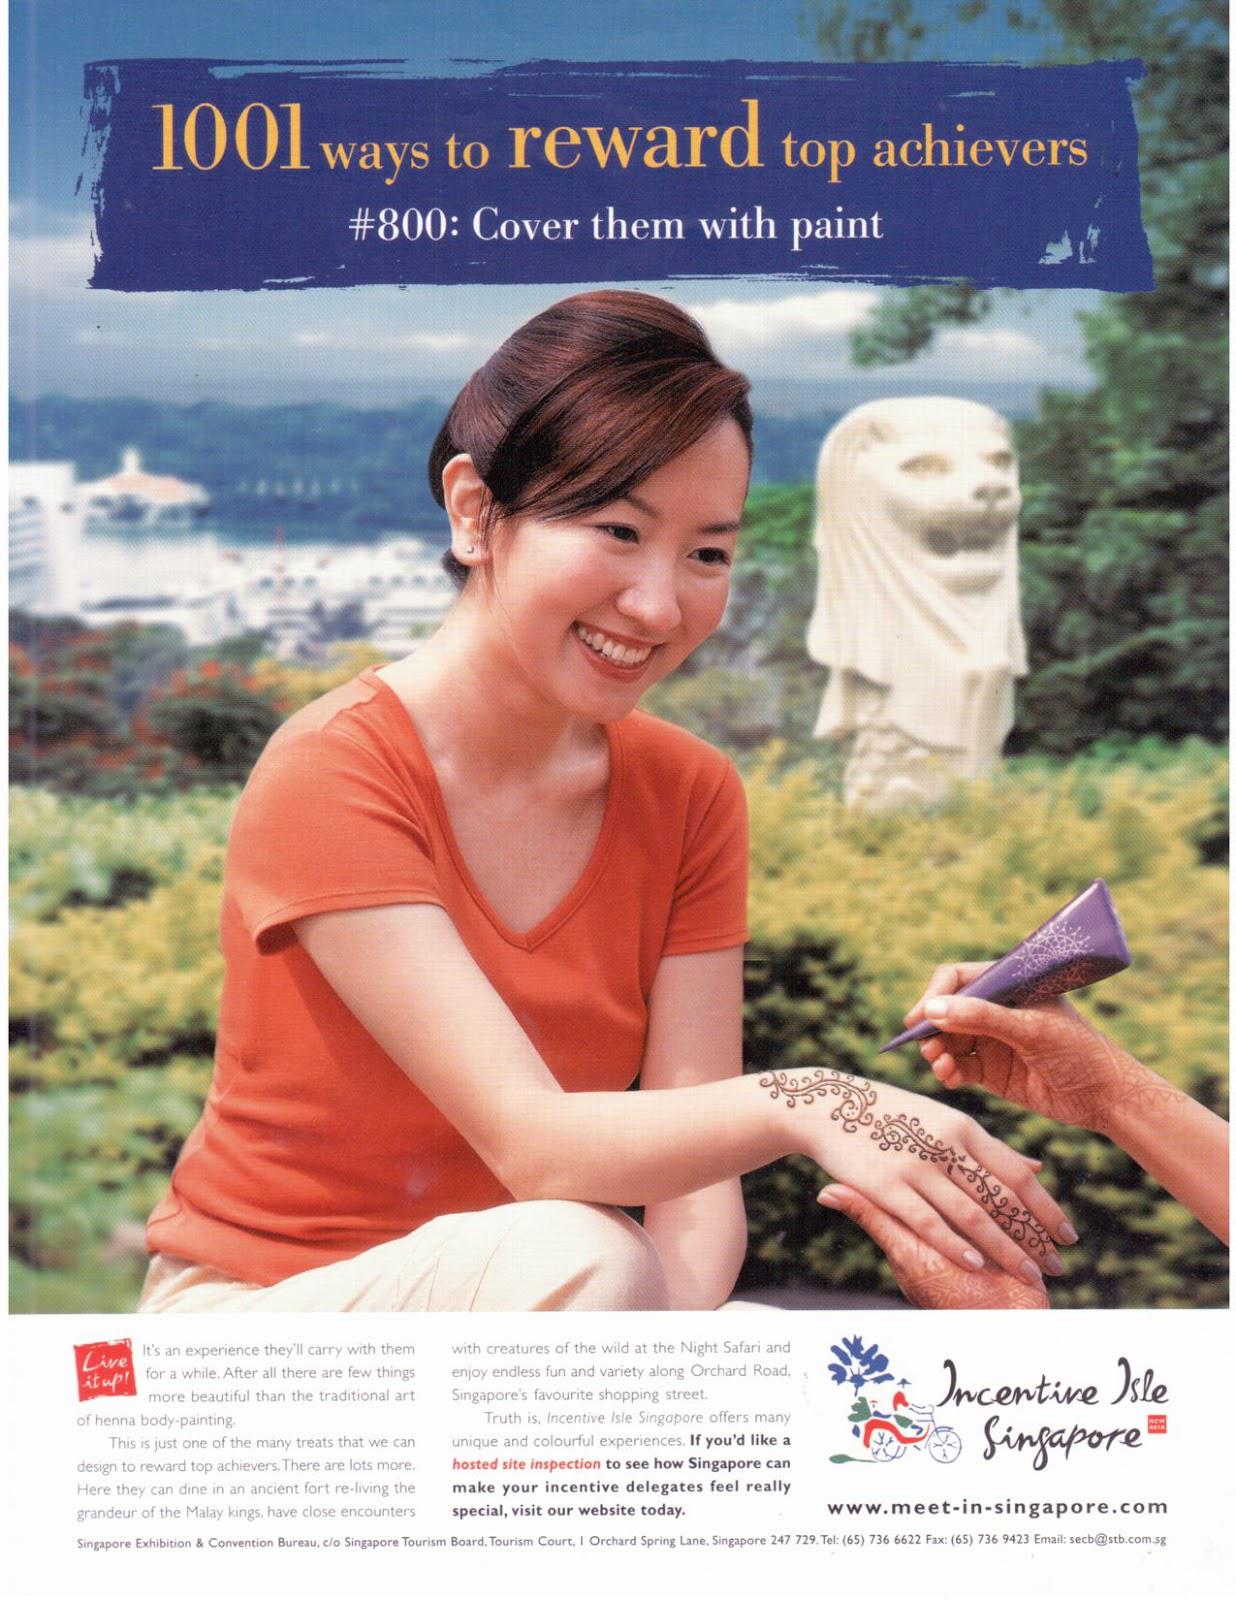 1001 ways to reward top achievers
#800: Cover them with paint
Live
it up!
It's an experience they'll carry with them
for a while. After all there are few things
more beautiful than the traditional art
of henna body-painting.
This is just one of the many treats that we can
design to reward top achievers. There are lots more.
Here they can dine in an ancient fort re-living the
grandeur of the Malay kings, have close encounters
with creatures of the wild at the Night Safari and
enjoy endless fun and variety along Orchard Road,
Singapore's favourite shopping street.
Truth is, Incentive Isle Singapore offers many
unique and colourful experiences. If you'd like a
hosted site inspection to see how Singapore can
make your incentive delegates feel really
special, visit our website today.
Incentive Isle
Singapore
NEW
ASIA
www.meet-in-singapore.com
Singapore Exhibition & Convention Bureau, c/o Singapore Tourism Board, Tourism Court, 1 Orchard Spring Lane, Singapore 247 729. Tel: (65) 736 6622 Fax: (65) 736 9423 Email: secb@stb.com.sg